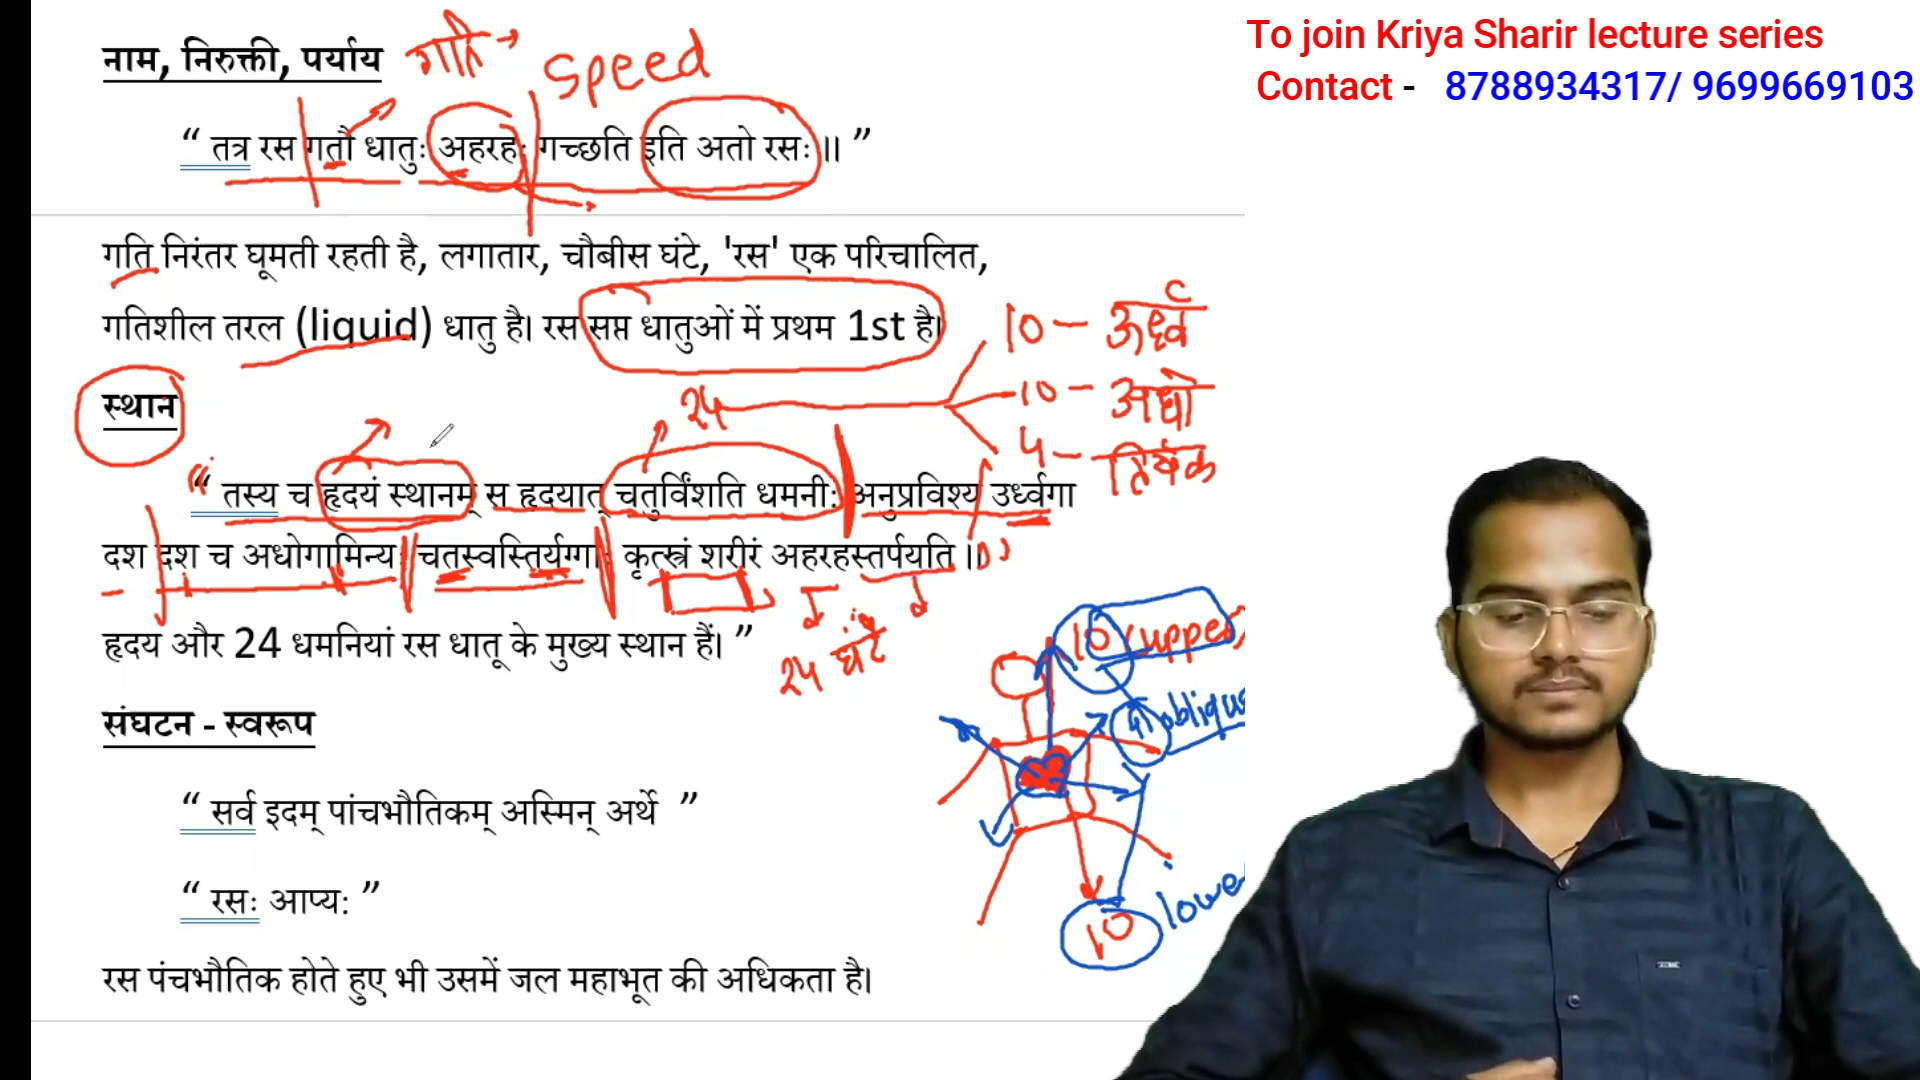 To join Kriya Sharir lecture series
Contact - 8788934317/ 9699669103
नाम, निरुक्ती, पर्याय
गति →
Speed
“ तत्र रस गतौ धातुः अहरहः गच्छति इति अतो रसः ।। ”
गति निरंतर घूमती रहती है, लगातार, चौबीस घंटे, 'रस' एक परिचालित,
गतिशील तरल (liquid) धातु है। रस सप्त धातुओं में प्रथम 1st है।
10 – ऊर्ध्व
24
10 – अधो
4 – तिर्यक
स्थान
“ तस्य च हृदयं स्थानम् स हृदयात् चतुर्विंशति धमनीः अनुप्रविश्य उर्ध्वगा
दश दश च अधोगामिन्यः चतस्वस्तिर्यग्गाः कृत्स्त्रं शरीरं अहरहस्तर्पयति ।।
हृदय और 24 धमनियां रस धातू के मुख्य स्थान हैं। ”
24 घंटे
10 (upper)
4
संघटन - स्वरूप
“ सर्व इदम् पांचभौतिकम् अस्मिन् अर्थे ”
“ रसः आप्य: ”
10
रस पंचभौतिक होते हुए भी उसमें जल महाभूत की अधिकता है।